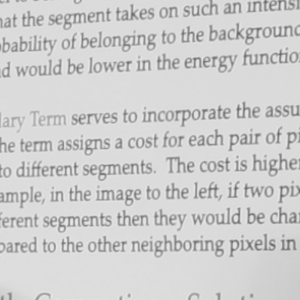 hat the segment takes on such an intensi
obability of belonging to the background
d would be lower in the energy functio
lary Term serves to incorporate the assu
he term assigns a cost for each pair of pi
to different segments. The cost is higher
ample, in the image to the left, if two pix
ferent segments then they would be char
pared to the other neighboring pixels in